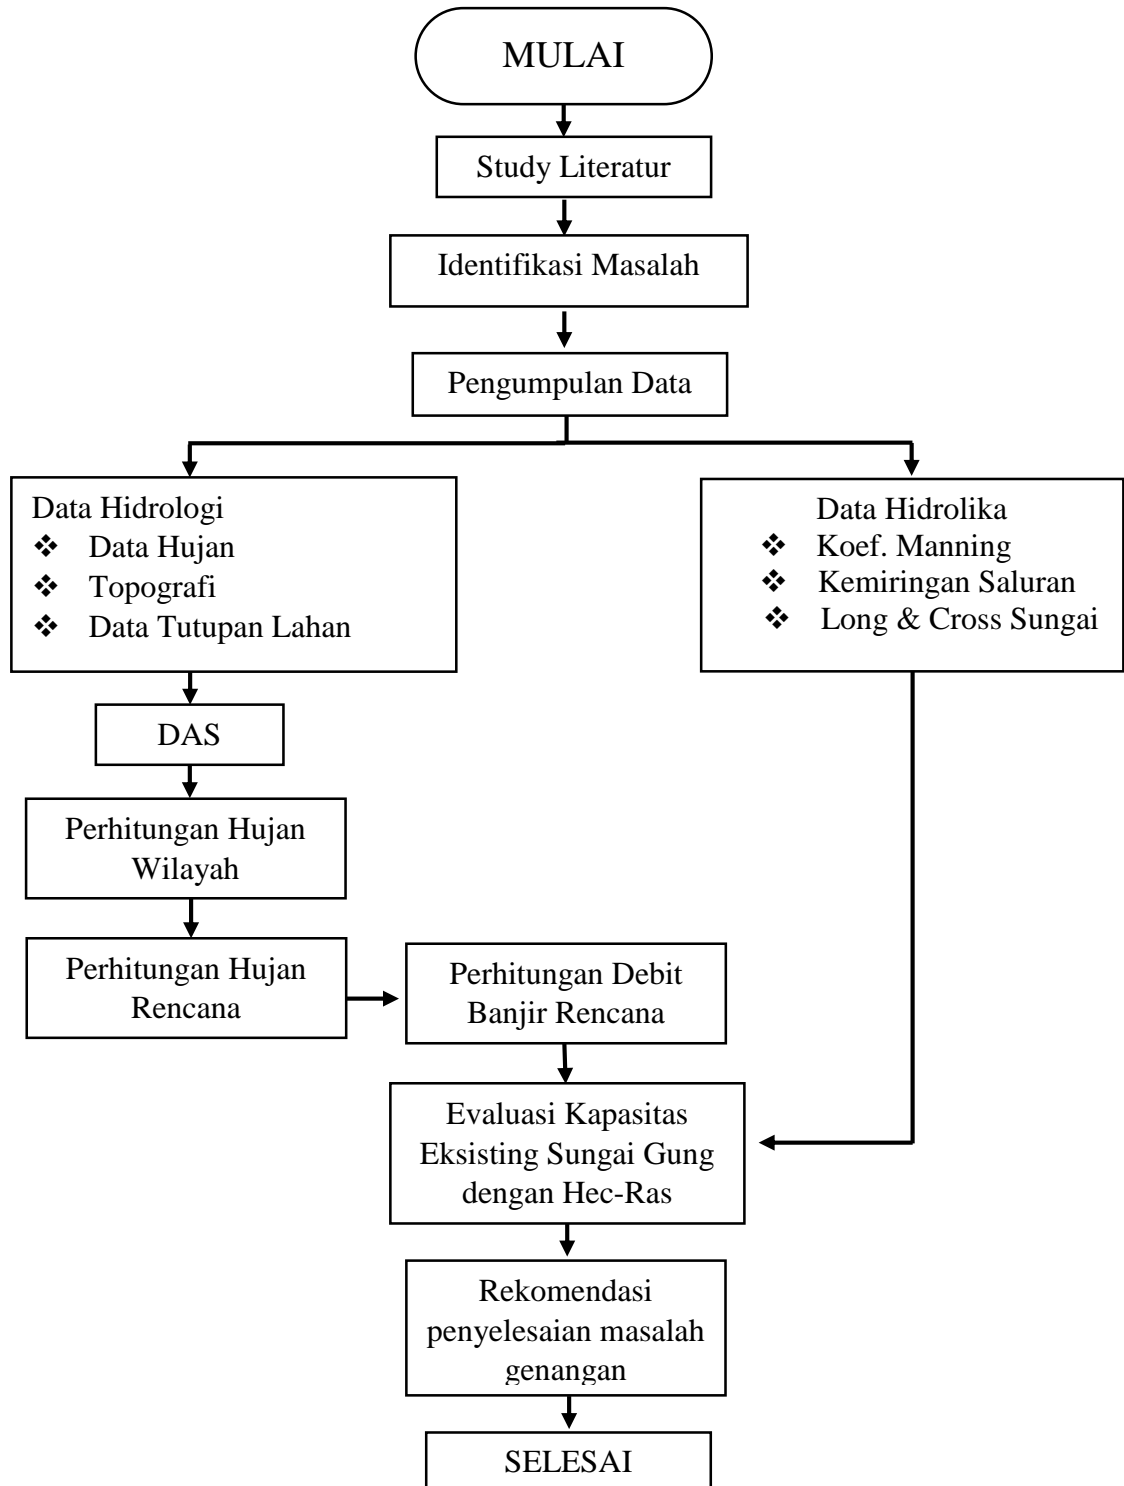 MULAI
Study Literatur
Identifikasi Masalah
Pengumpulan Data
Data Hidrologi
❖ Data Hujan
❖ Topografi
❖ Data Tutupan Lahan
Data Hidrolika
❖ Koef. Manning
❖ Kemiringan Saluran
❖ Long & Cross Sungai
DAS
Perhitungan Hujan
Wilayah
Perhitungan Hujan
Rencana
Perhitungan Debit
Banjir Rencana
Evaluasi Kapasitas
Eksisting Sungai Gung
dengan Hec-Ras
Rekomendasi
penyelesaian masalah
genangan
SELESAI